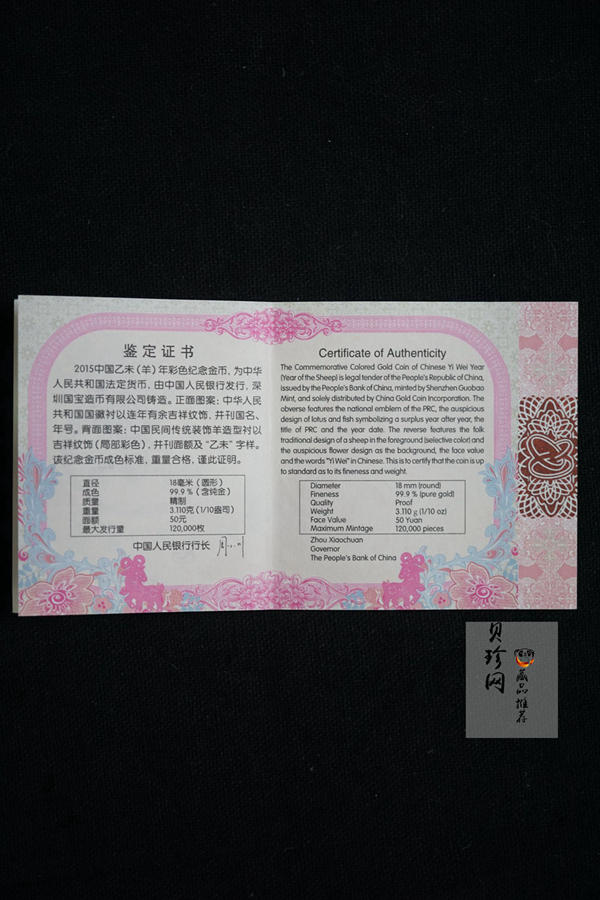 鉴定证书
2015中国乙未(羊)年彩色纪念金币,为中华
人民共和国法定货币,由中国人民银行发行,深
圳国宝造币有限公司铸造。正面图案:中华人民
共和国国徽衬以连年有余吉祥纹饰,并刊国名、
年号。背面图案:中国民间传统装饰羊造型衬以
吉祥纹饰(局部彩色),并刊面额及“乙未”字样。
该纪念金币成色标准,重量合格,谨此证明。
直径 18毫米(圆形)
成色 99.9 %(含纯金)
质量 精制
重量 3.110克(1/10盎司)
面额 50元
最大发行量 120,000枚
中国人民银行行长
Certificate of Authenticity
The Commemorative Colored Gold Coin of Chinese Yi Wei Year
(Year of the Sheep) is legal tender of the People's Republic of China,
issued by the People's Bank of China, minted by Shenzhen Guobao
Mint, and solely distributed by China Gold Coin Incorporation. The
obverse features the national emblem of the PRC, the auspicious
design of lotus and fish symbolizing a surplus year after year, the
title of PRC and the year date. The reverse features the folk
traditional design of a sheep in the foreground (selective color) and
the auspicious flower design as the background, the face value
and the words "Yi Wei" in Chinese. This is to certify that the coin is up
to standard as to its fineness and weight.
Diameter 18 mm (round)
Fineness 99.9 % (pure gold)
Quality Proof
Weight 3.110 g (1/10 oz)
Face Value 50 Yuan
Maximum Mintage 120,000 pieces
Zhou Xiaochuan
Governor
The People's Bank of China
贝珍网
藏品推荐